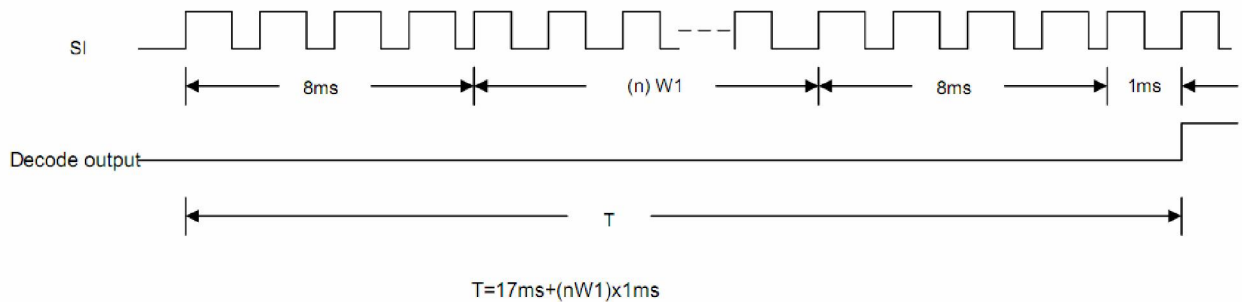 SI
8ms (n) W1 8ms 1ms
Decode output
T
T=17ms+(nW1)x1ms